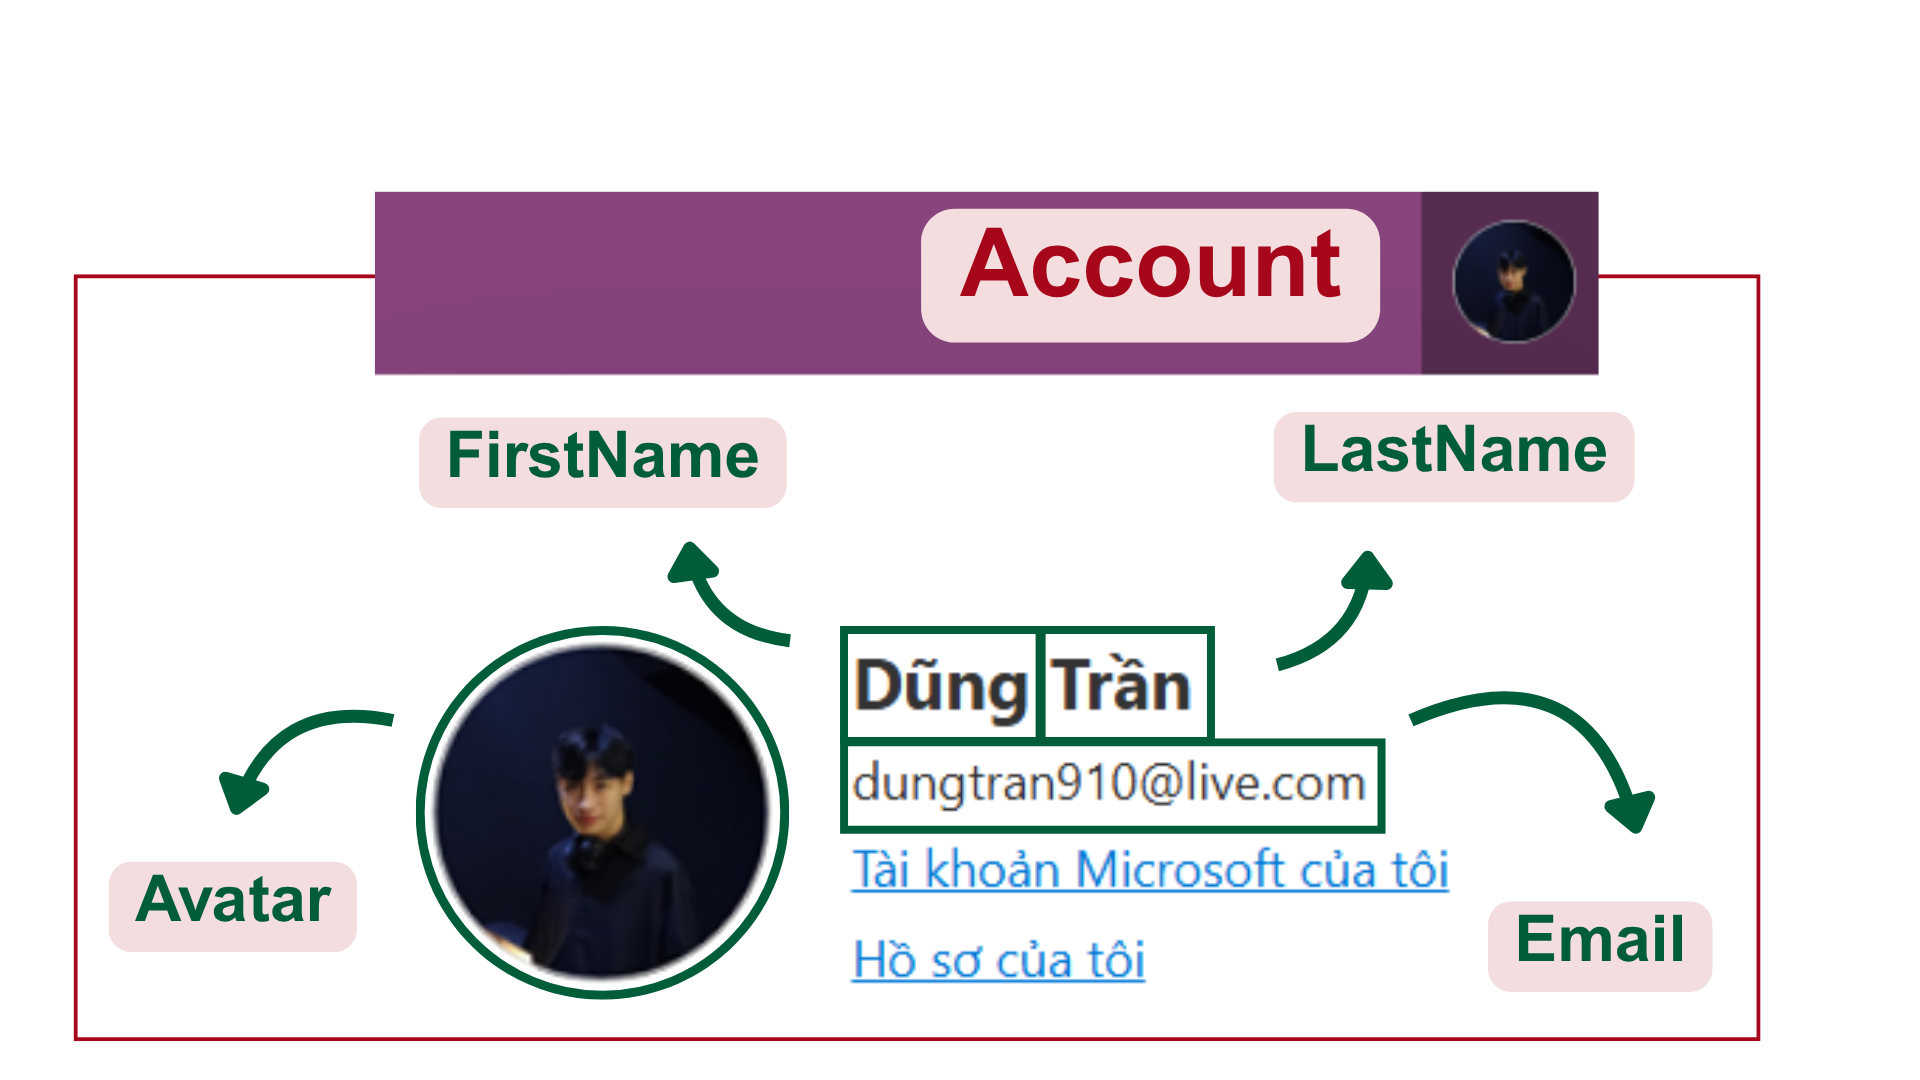 Account
FirstName
LastName
Dũng Trần
dungtran910@live.com
Tài khoản Microsoft của tôi
Avatar
Email
Hồ sơ của tôi